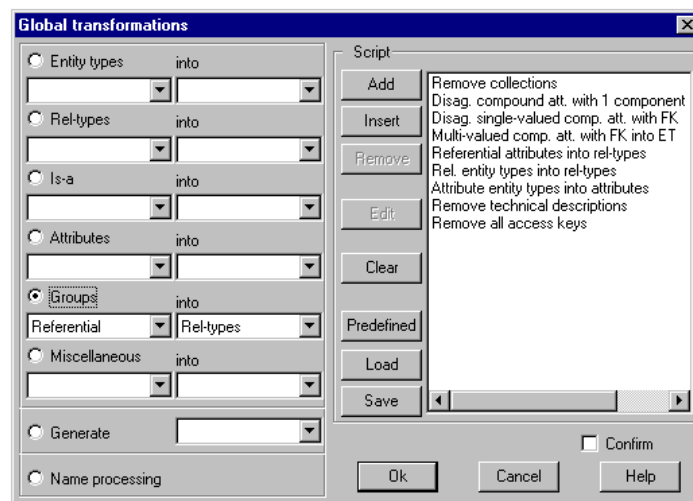 Global transformations
Entity types into
Rel-types into
Is-a into
Attributes into
Groups into
Referential Rel-types
Miscellaneous into
Generate
Name processing
Script
Add
Insert
Remove
Edit
Clear
Predefined
Load
Save
Remove collections
Disag. compound att. with 1 component
Disag. single-valued comp. att. with FK
Multi-valued comp. att. with FK into ET
Referential attributes into rel-types
Rel. entity types into rel-types
Attribute entity types into attributes
Remove technical descriptions
Remove all access keys
Confirm
Ok Cancel Help